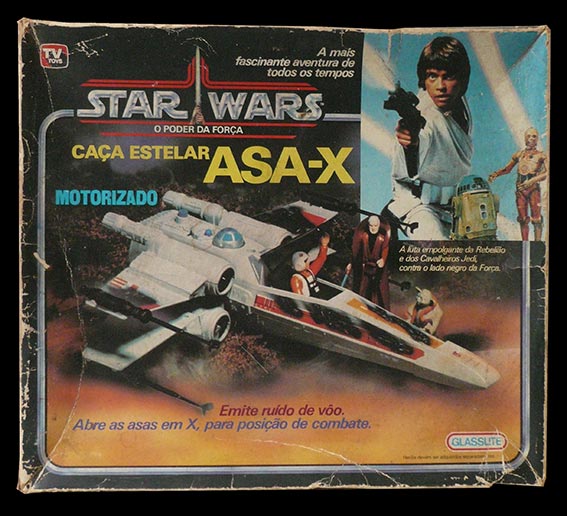 TV
TOYS
A mais
fascinante aventura de
todos os tempos
STAR WARS
O PODER DA FORÇA
CAÇA ESTELAR ASA-X
MOTORIZADO
A luta empolgante da Rebelião
e dos Cavalheiros Jedi,
contra o lado negro da Força.
Emite ruído de vôo.
Abre as asas em X, para posição de combate.
GLASSLITE